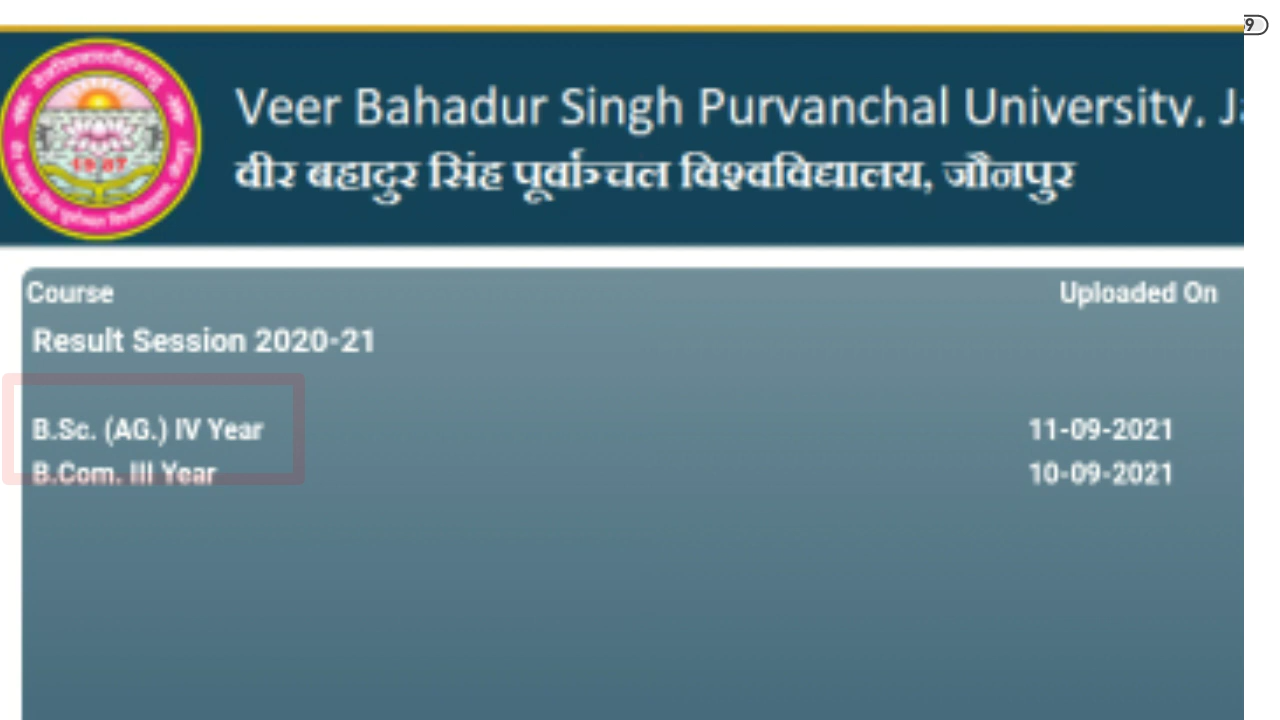 Veer Bahadur Singh Purvanchal University, J
वीर बहादुर सिंह पूर्वाञ्चल विश्वविद्यालय, जौनपुर
Course Uploaded On
Result Session 2020-21
B.Sc. (AG.) IV Year 11-09-2021
B.Com. III Year 10-09-2021